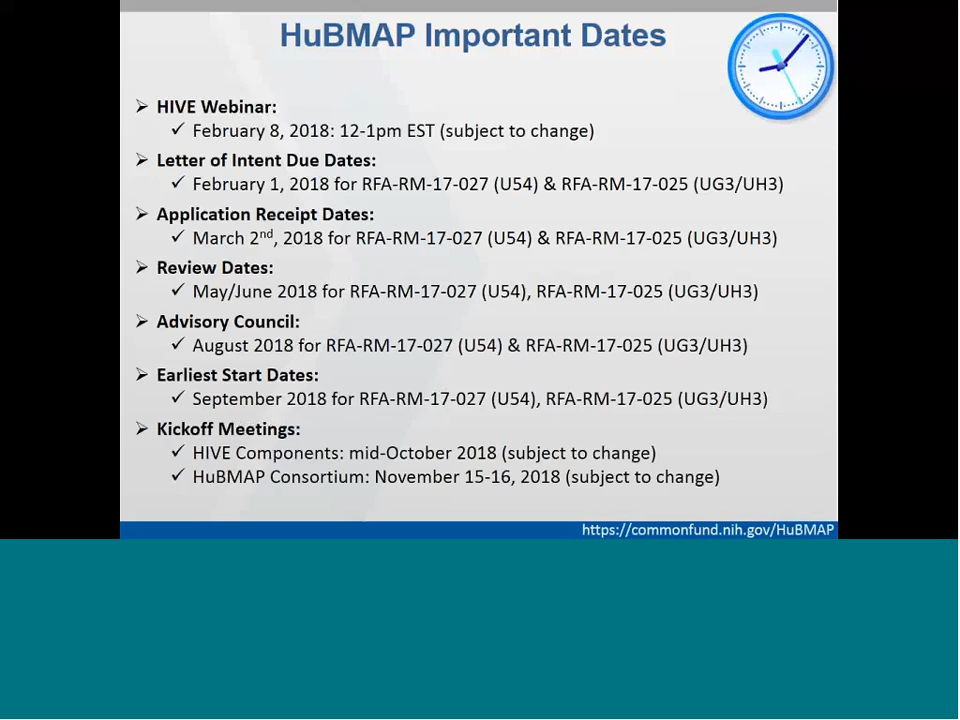 HuBMAP Important Dates
➢ HIVE Webinar:
✓ February 8, 2018: 12-1pm EST (subject to change)
➢ Letter of Intent Due Dates:
✓ February 1, 2018 for RFA-RM-17-027 (U54) & RFA-RM-17-025 (UG3/UH3)
➢ Application Receipt Dates:
✓ March 2nd, 2018 for RFA-RM-17-027 (U54) & RFA-RM-17-025 (UG3/UH3)
➢ Review Dates:
✓ May/June 2018 for RFA-RM-17-027 (U54), RFA-RM-17-025 (UG3/UH3)
➢ Advisory Council:
✓ August 2018 for RFA-RM-17-027 (U54) & RFA-RM-17-025 (UG3/UH3)
➢ Earliest Start Dates:
✓ September 2018 for RFA-RM-17-027 (U54), RFA-RM-17-025 (UG3/UH3)
➢ Kickoff Meetings:
✓ HIVE Components: mid-October 2018 (subject to change)
✓ HuBMAP Consortium: November 15-16, 2018 (subject to change)
https://commonfund.nih.gov/HuBMAP